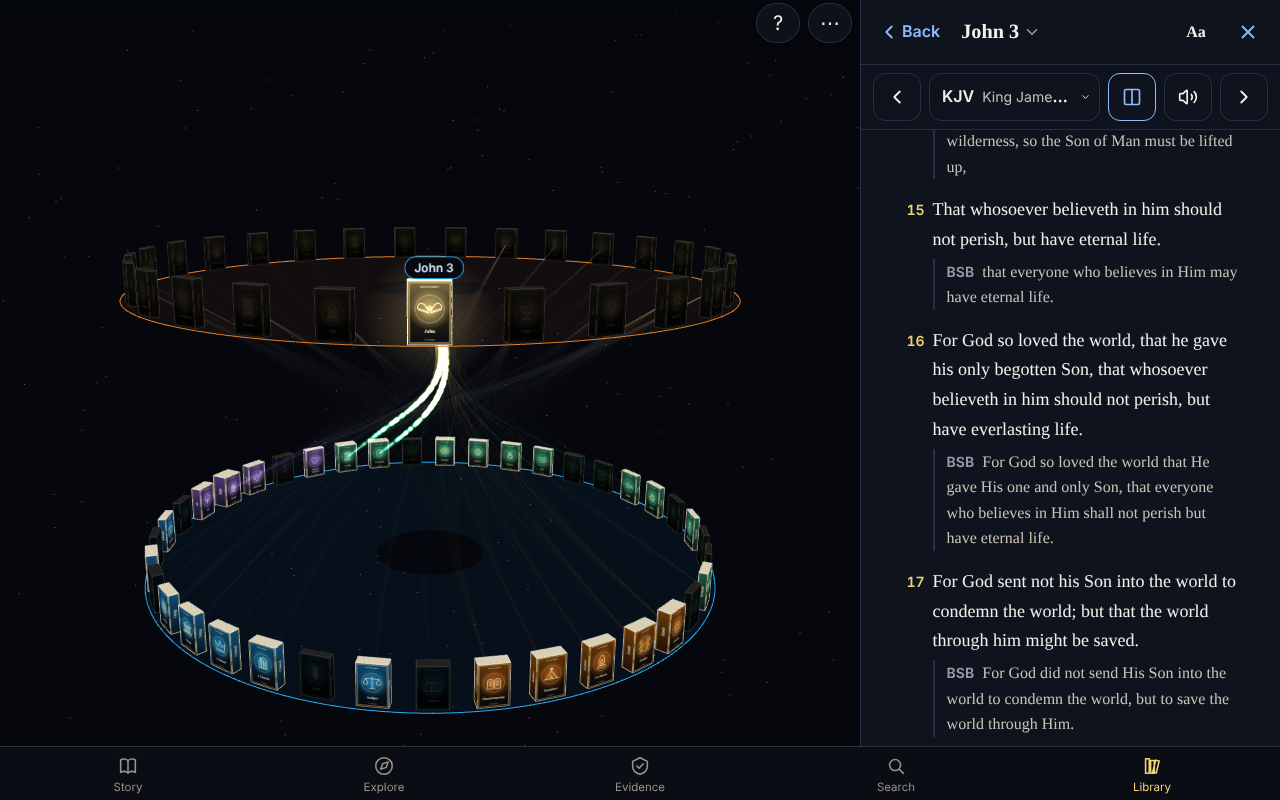 ?
...
Back
John 3
Aa
KJV King Jame...
John 3
John
wilderness, so the Son of Man must be lifted
up,
15 That whosoever believeth in him should
not perish, but have eternal life.
BSB that everyone who believes in Him may
have eternal life.
16 For God so loved the world, that he gave
his only begotten Son, that whosoever
believeth in him should not perish, but
have everlasting life.
BSB For God so loved the world that He
gave His one and only Son, that everyone
who believes in Him shall not perish but
have eternal life.
17 For God sent not his Son into the world to
condemn the world; but that the world
through him might be saved.
BSB For God did not send His Son into the
world to condemn the world, but to save the
world through Him.
Story
Explore
Evidence
Search
Library